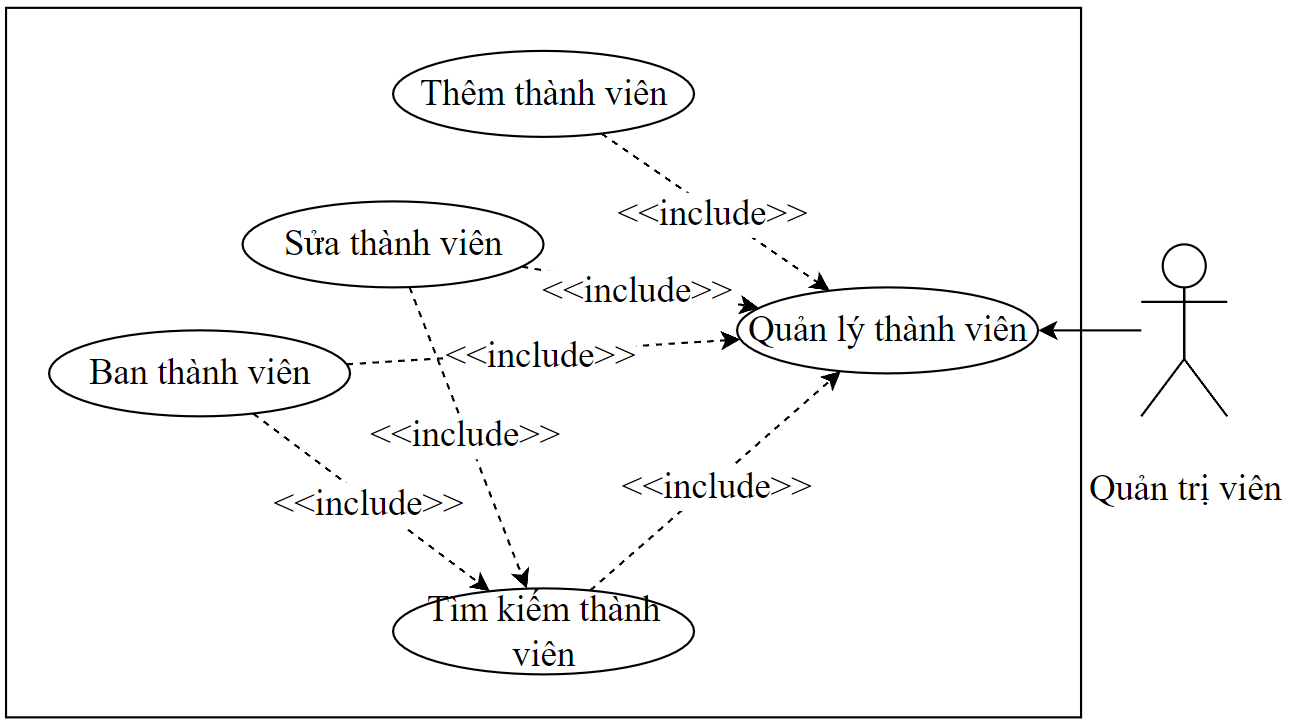 Thêm thành viên
<<include>>
Sửa thành viên
<<include>>
Quản lý thành viên
<<include>>
Ban thành viên
<<include>>
<<include>>
<<include>>
Quản trị viên
Tìm kiếm thành
viên